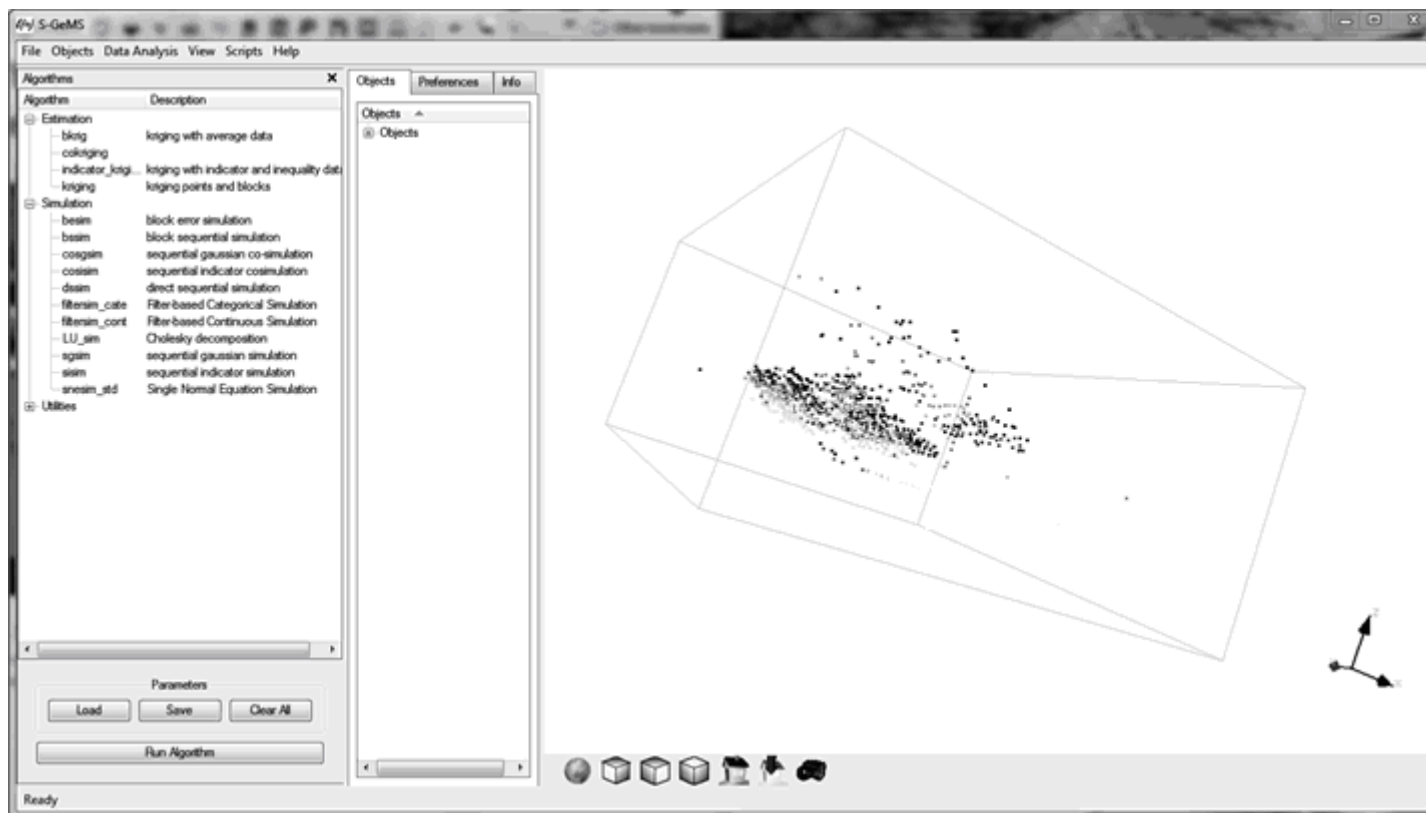 S-GeMS
File Objects Data Analysis View Scripts Help
Algorithms
Algorithm Description
Estimation
bkrig kriging with average data
cokriging
indicator_krigi... kriging with indicator and inequality data
kriging kriging points and blocks
Simulation
besim block error simulation
bssim block sequential simulation
cosgsim sequential gaussian co-simulation
cosisim sequential indicator cosimulation
dssim direct sequential simulation
filtersim_cate Filter-based Categorical Simulation
filtersim_cont Filter-based Continuous Simulation
LU_sim Cholesky decomposition
sgsim sequential gaussian simulation
sisim sequential indicator simulation
snesim_std Single Normal Equation Simulation
Utilities
Parameters
Load Save Clear All
Run Algorithm
Ready
Objects Preferences Info
Objects
Objects
Z
X